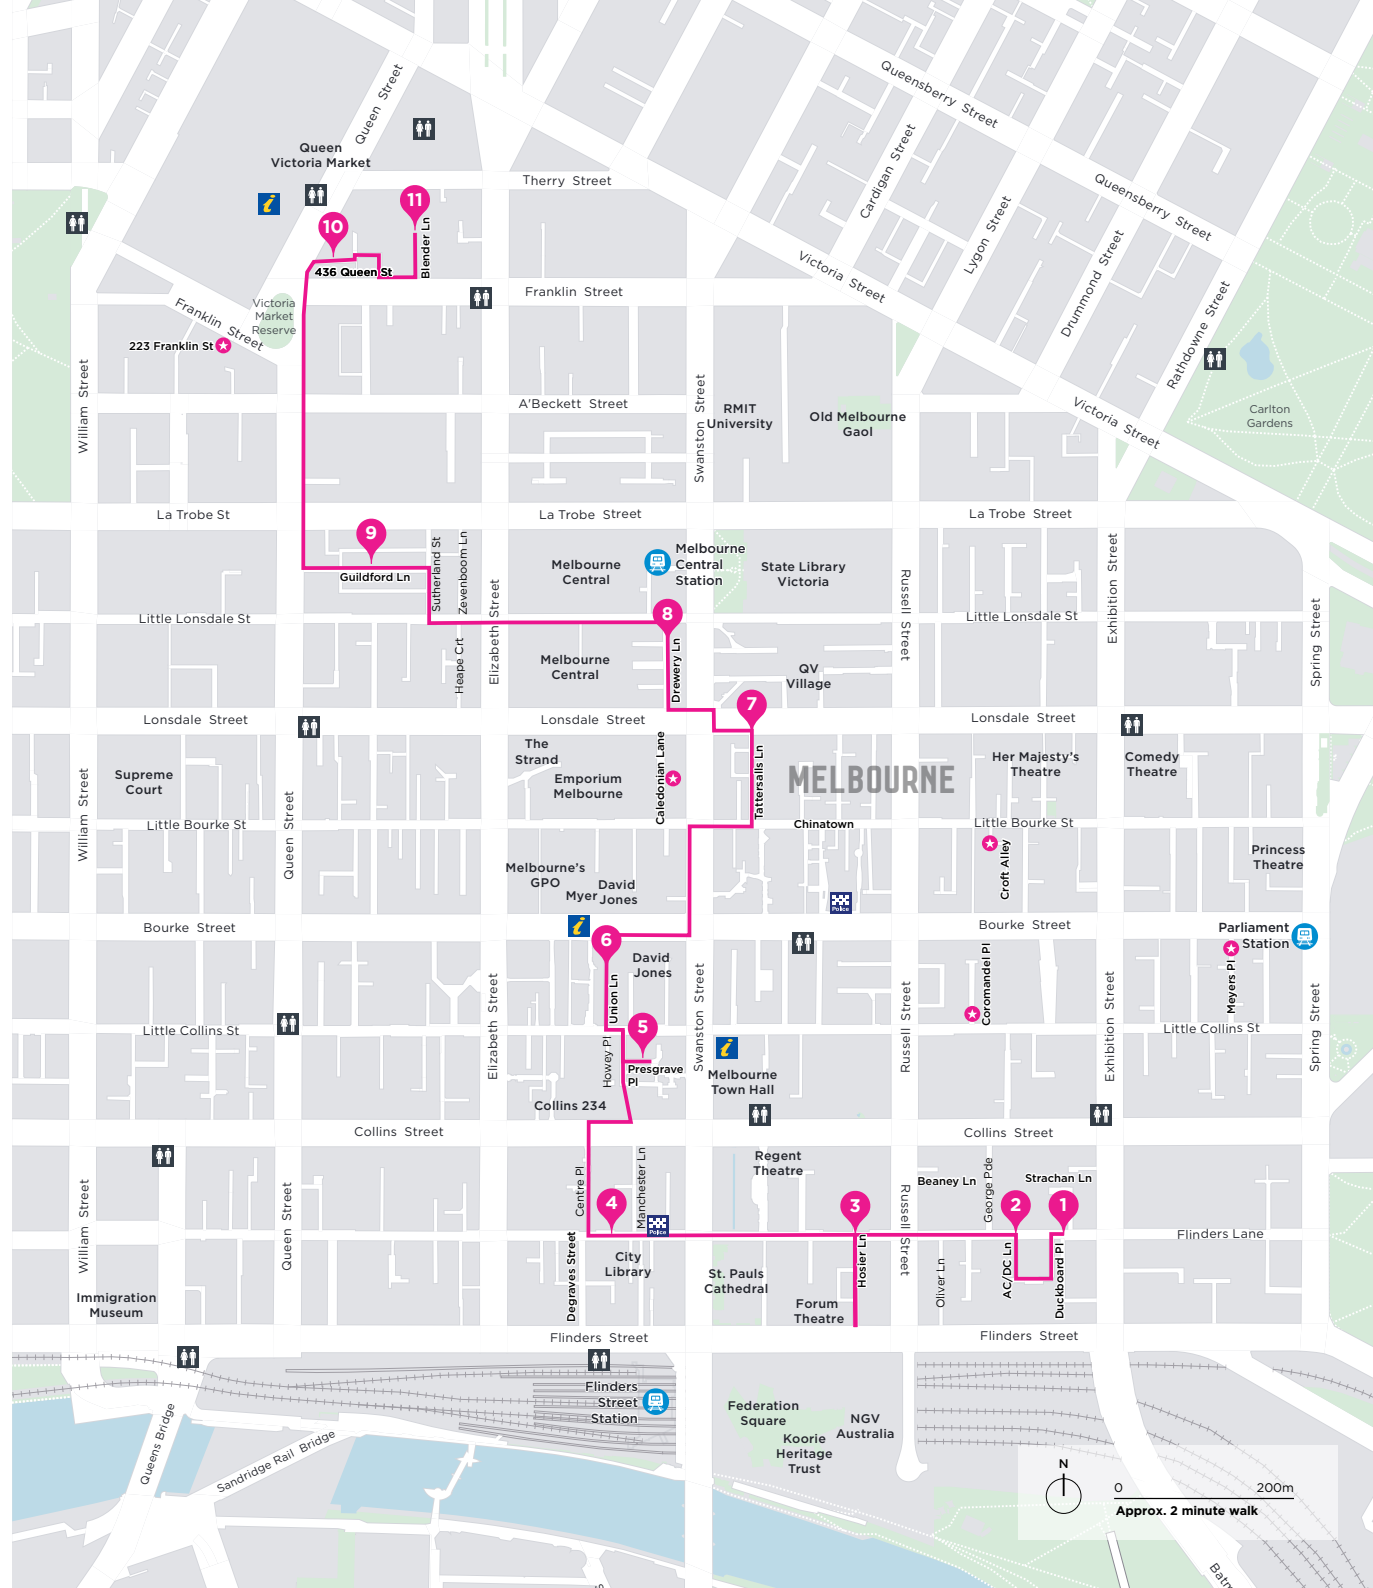 Queensberry Street
Queen Street
Queen
Victoria Market
Cardigan Street
Therry Street
Queensberry Street
i
11
10
Blender Ln
436 Queen St
Lygon Street
Drummond Street
Victoria Street
Rathdowne Street
Franklin Street
Victoria
Market
Reserve
Franklin Street
223 Franklin St
William Street
A'Beckett Street
Swanston Street
RMIT
University
Old Melbourne
Gaol
Victoria Street
Carlton
Gardens
La Trobe St
La Trobe Street
La Trobe Street
9
Guildford Ln
Sutherland St
Zevenboom Ln
Melbourne
Central
Melbourne
Central
Station
State Library
Victoria
Russell Street
Exhibition Street
Little Lonsdale St
Elizabeth Street
8
Little Lonsdale St
Spring Street
Heape Crt
Melbourne
Central
Drewery Ln
QV
Village
7
Lonsdale Street
Lonsdale Street
Lonsdale Street
The
Strand
Emporium
Melbourne
Caledonian Lane
Tattersalls Ln
MELBOURNE
Her Majesty's
Theatre
Comedy
Theatre
Supreme
Court
William Street
Queen Street
Little Bourke St
Chinatown
Little Bourke St
Croft Alley
Princess
Theatre
Melbourne's
GPO
Myer
David
Jones
Police
Bourke Street
i
6
Bourke Street
Parliament
Station
David
Jones
Union Ln
Elizabeth Street
Swanston Street
Russell Street
Coromandel Pl
Exhibition Street
Meyers Pl
Spring Street
Little Collins St
5
Howey Pl
Presgrave
Pl
i
Melbourne
Town Hall
Little Collins St
Collins 234
Collins Street
Collins Street
Centre Pl
Manchester Ln
Regent
Theatre
Beaney Ln
George Pde
Strachan Ln
William Street
Queen Street
4
Police
3
Russell Street
2
1
Flinders Lane
Degraves Street
City
Library
St. Pauls
Cathedral
Hosier Ln
Oliver Ln
AC/DC Ln
Duckboard Pl
Immigration
Museum
Forum
Theatre
Flinders Street
Flinders Street
Flinders
Street
Station
Federation
Square
Koorie
Heritage
Trust
NGV
Australia
Queens Bridge
Sandridge Rail Bridge
N
0 200m
Approx. 2 minute walk